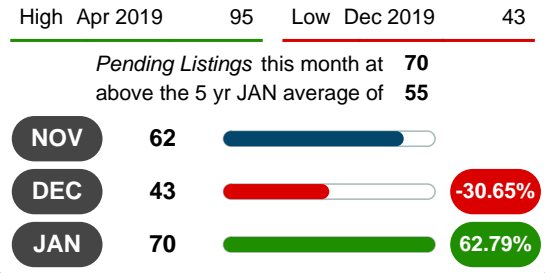 High Apr 2019 95 Low Dec 2019 43
Pending Listings this month at 70
above the 5 yr JAN average of 55
NOV 62
DEC 43 -30.65%
JAN 70 62.79%